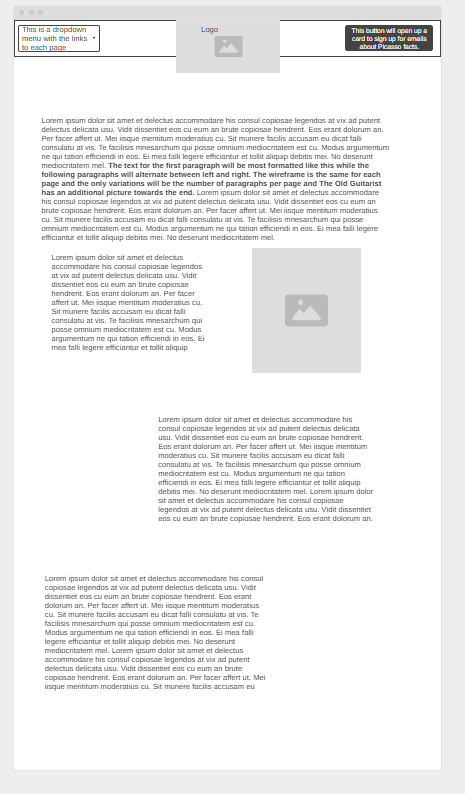 This is a dropdown
menu with the links
to each page
Logo
This button will open up a
card to sign up for emails
about Picasso facts.
Lorem ipsum dolor sit amet et delectus accommodare his consul copiosae legendos at vix ad putent
delectus delicata usu. Vidit dissentiet eos cu eum an brute copiosae hendrerit. Eos erant dolorum an.
Per facer affert ut. Mei iisque mentitum moderatius cu. Sit munere facilis accusam eu dicat falli
consulatu at vis. Te facilisis mnesarchum qui posse omnium mediocritatem est cu. Modus argumentum
ne qui tation efficiendi in eos. Ei mea falli legere efficiantur et tollit aliquip debitis mei. No deserunt
mediocritatem mel. The text for the first paragraph will be most formatted like this while the
following paragraphs will alternate between left and right. The wireframe is the same for each
page and the only variations will be the number of paragraphs per page and The Old Guitarist
has an additional picture towards the end. Lorem ipsum dolor sit amet et delectus accommodare
his consul copiosae legendos at vix ad putent delectus delicata usu. Vidit dissentiet eos cu eum an
brute copiosae hendrerit. Eos erant dolorum an. Per facer affert ut. Mei iisque mentitum moderatius
cu. Sit munere facilis accusam eu dicat falli consulatu at vis. Te facilisis mnesarchum qui posse
omnium mediocritatem est cu. Modus argumentum ne qui tation efficiendi in eos. Ei mea falli legere
efficiantur et tollit aliquip debitis mei. No deserunt mediocritatem mel.
Lorem ipsum dolor sit amet et delectus
accommodare his consul copiosae legendos
at vix ad putent delectus delicata usu. Vidit
dissentiet eos cu eum an brute copiosae
hendrerit. Eos erant dolorum an. Per facer
affert ut. Mei iisque mentitum moderatius cu.
Sit munere facilis accusam eu dicat falli
consulatu at vis. Te facilisis mnesarchum qui
posse omnium mediocritatem est cu. Modus
argumentum ne qui tation efficiendi in eos. Ei
mea falli legere efficiantur et tollit aliquip
Lorem ipsum dolor sit amet et delectus accommodare his
consul copiosae legendos at vix ad putent delectus delicata
usu. Vidit dissentiet eos cu eum an brute copiosae hendrerit.
Eos erant dolorum an. Per facer affert ut. Mei iisque mentitum
moderatius cu. Sit munere facilis accusam eu dicat falli
consulatu at vis. Te facilisis mnesarchum qui posse omnium
mediocritatem est cu. Modus argumentum ne qui tation
efficiendi in eos. Ei mea falli legere efficiantur et tollit aliquip
debitis mei. No deserunt mediocritatem mel. Lorem ipsum dolor
sit amet et delectus accommodare his consul copiosae
legendos at vix ad putent delectus delicata usu. Vidit dissentiet
eos cu eum an brute copiosae hendrerit. Eos erant dolorum an.
Lorem ipsum dolor sit amet et delectus accommodare his consul
copiosae legendos at vix ad putent delectus delicata usu. Vidit
dissentiet eos cu eum an brute copiosae hendrerit. Eos erant
dolorum an. Per facer affert ut. Mei iisque mentitum moderatius
cu. Sit munere facilis accusam eu dicat falli consulatu at vis. Te
facilisis mnesarchum qui posse omnium mediocritatem est cu.
Modus argumentum ne qui tation efficiendi in eos. Ei mea falli
legere efficiantur et tollit aliquip debitis mei. No deserunt
mediocritatem mel. Lorem ipsum dolor sit amet et delectus
accommodare his consul copiosae legendos at vix ad putent
delectus delicata usu. Vidit dissentiet eos cu eum an brute
copiosae hendrerit. Eos erant dolorum an. Per facer affert ut. Mei
iisque mentitum moderatius cu. Sit munere facilis accusam eu